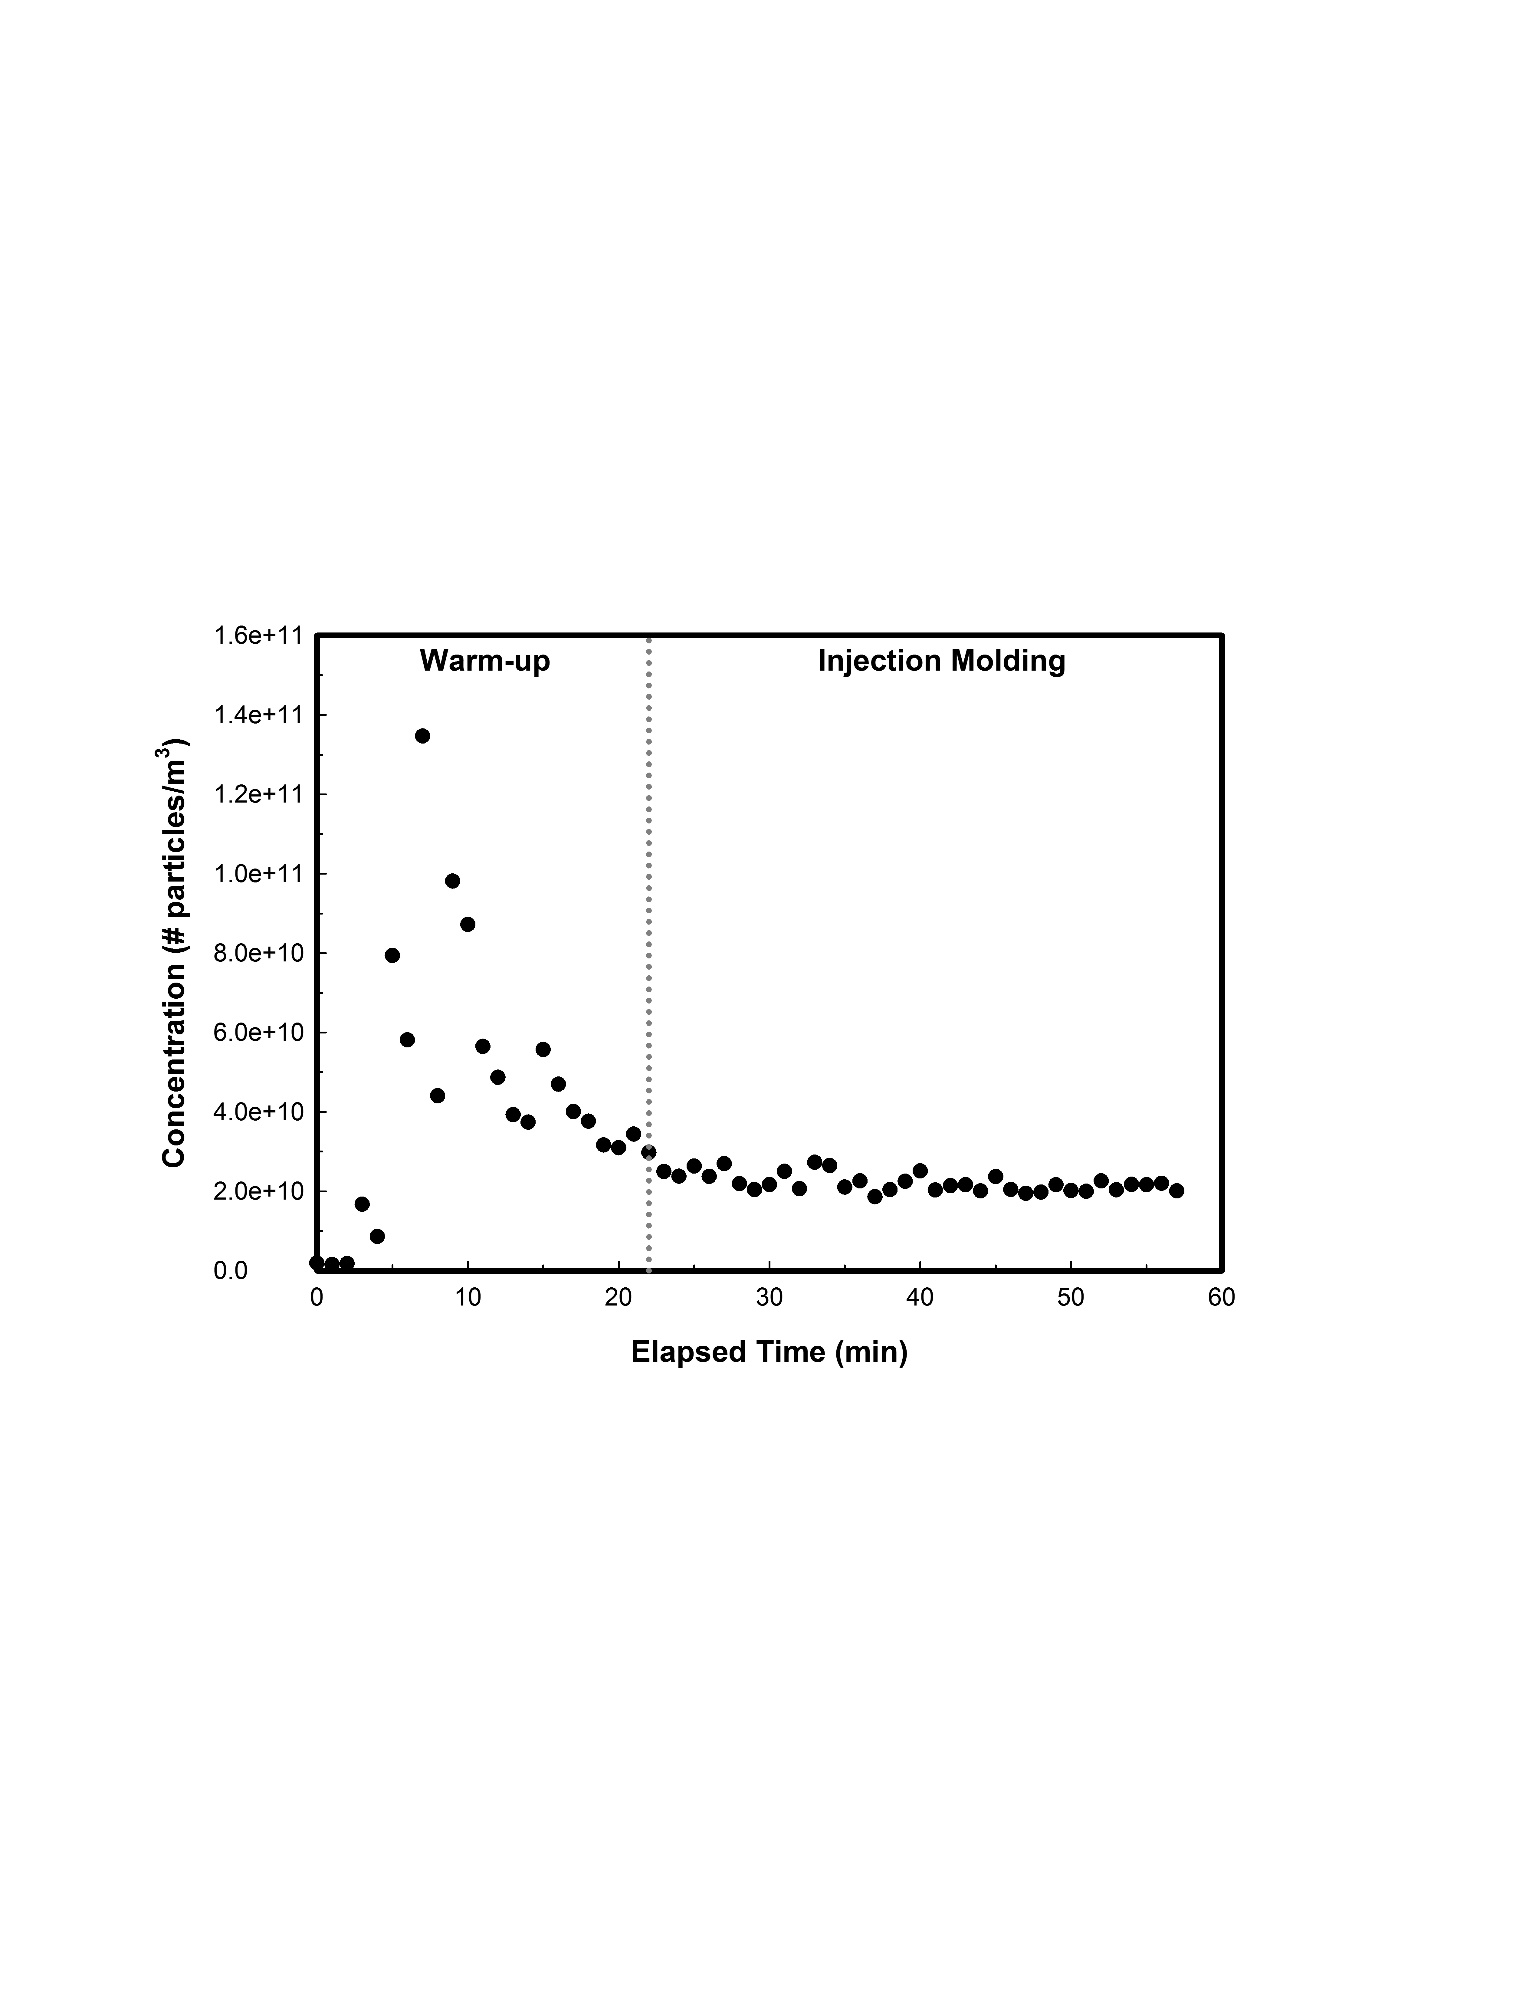 Warm-up
Injection Molding
1.6e+11
1.4e+11
1.2e+11
1.0e+11
8.0e+10
6.0e+10
4.0e+10
2.0e+10
0.0
Concentration (# particles/m³)
0 10 20 30 40 50 60
Elapsed Time (min)